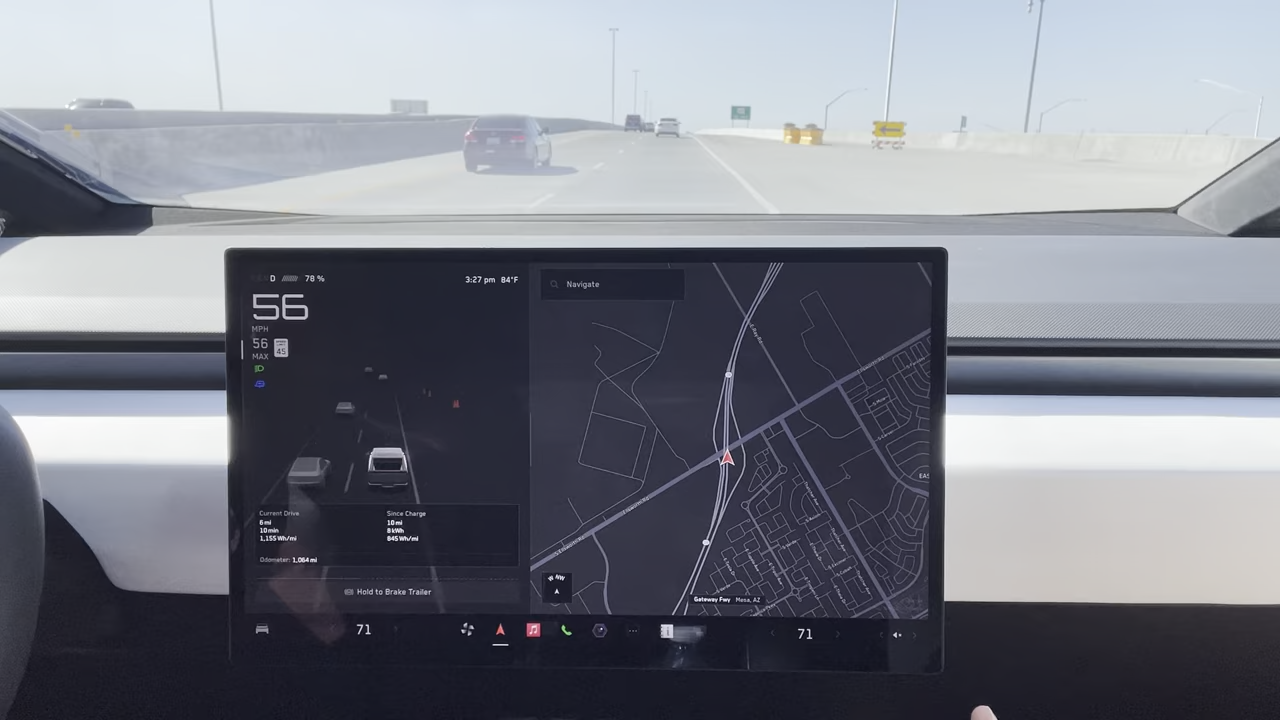 D 78 %
3:27 pm 84°F
56
MPH
56
45
MAX
Current Drive
6 mi
10 min
1,155 Wh/mi
Since Charge
10 mi
8 kWh
845 Wh/mi
Odometer: 1,064 mi
Hold to Brake Trailer
Navigate
EAS
W NW
Gateway Fwy Mesa, AZ
71
71